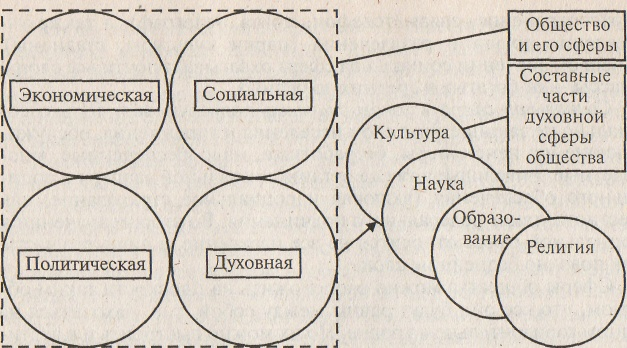 Общество
и его сферы
Экономическая
Социальная
Составные
части
духовной
сферы
общества
Культура
Наука
Образо-
вание
Религия
Политическая
Духовная